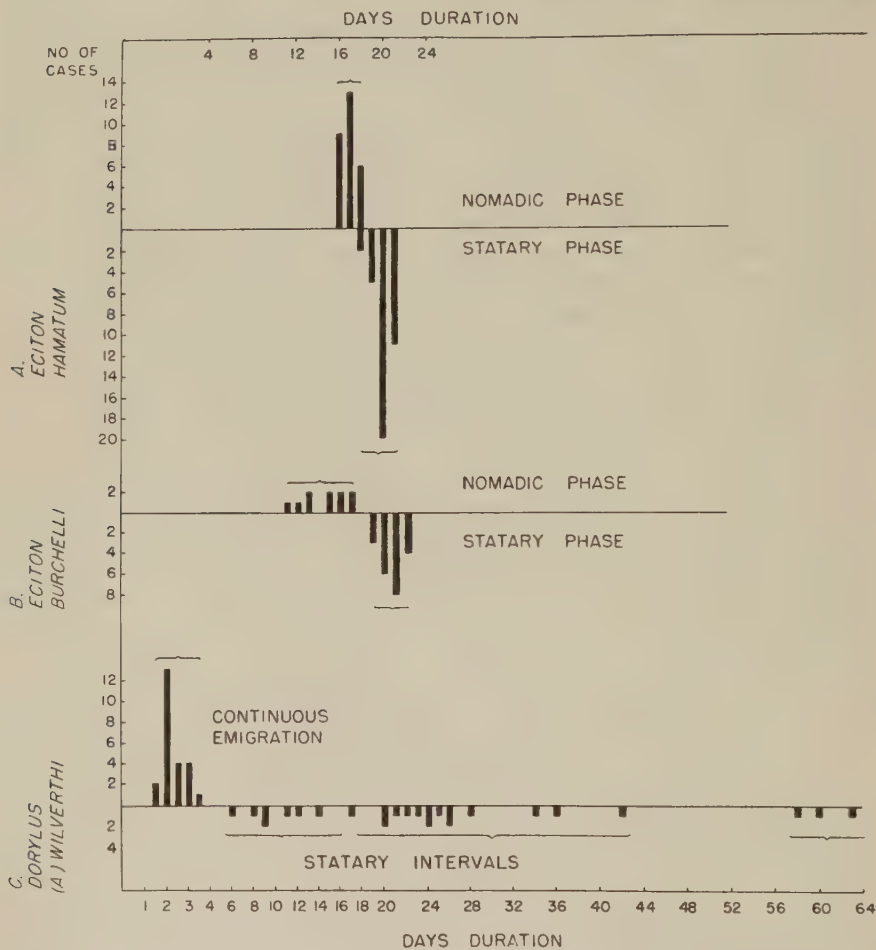 DAYS DURATION
4 8 12 16 20 24
NO OF
CASES
14
12
10
8
6
4
2
NOMADIC PHASE
STATARY PHASE
2
4
6
8
10
12
14
16
18
20
A.
ECITON
HAMATUM
2
NOMADIC PHASE
STATARY PHASE
2
4
6
8
B.
ECITON
BURCHELLI
12
10
8
6
4
2
CONTINUOUS
EMIGRATION
2
4
STATARY INTERVALS
C.
DORYLUS
(A) WILVERTHI
1 2 3 4 6 8 10 12 14 16 18 20 24 28 32 36 40 44 48 52 56 60 64
DAYS DURATION